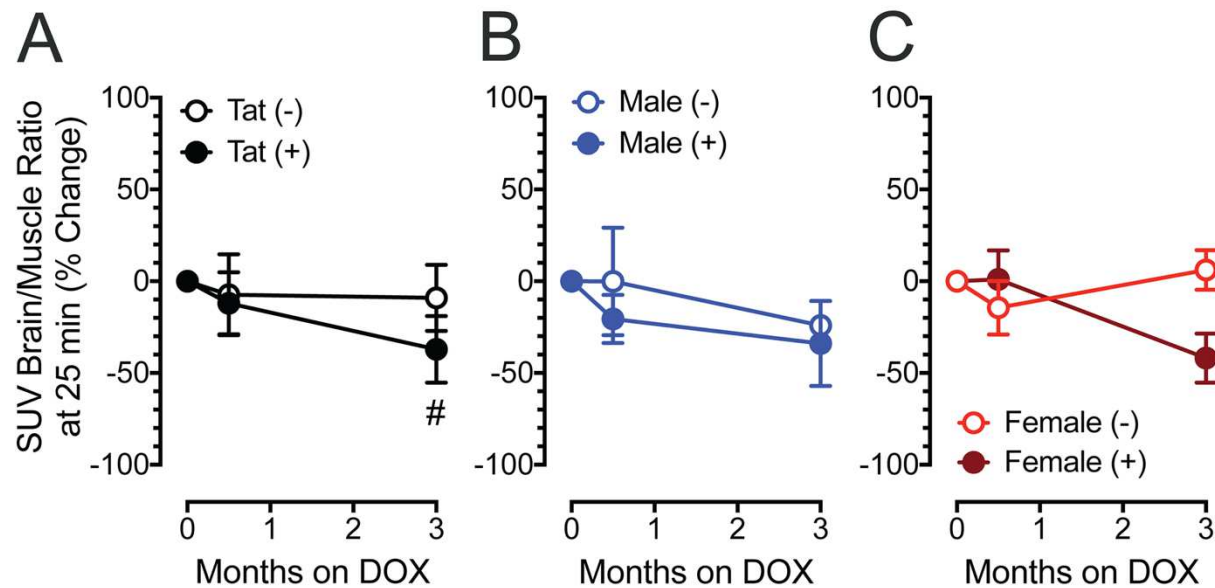 A
B
C
SUV Brain/Muscle Ratio
at 25 min (% Change)
100
50
0
-50
-100
Tat (-)
Tat (+)
#
0 1 2 3
Months on DOX
100
50
0
-50
-100
Male (-)
Male (+)
0 1 2 3
Months on DOX
100
50
0
-50
-100
Female (-)
Female (+)
0 1 2 3
Months on DOX